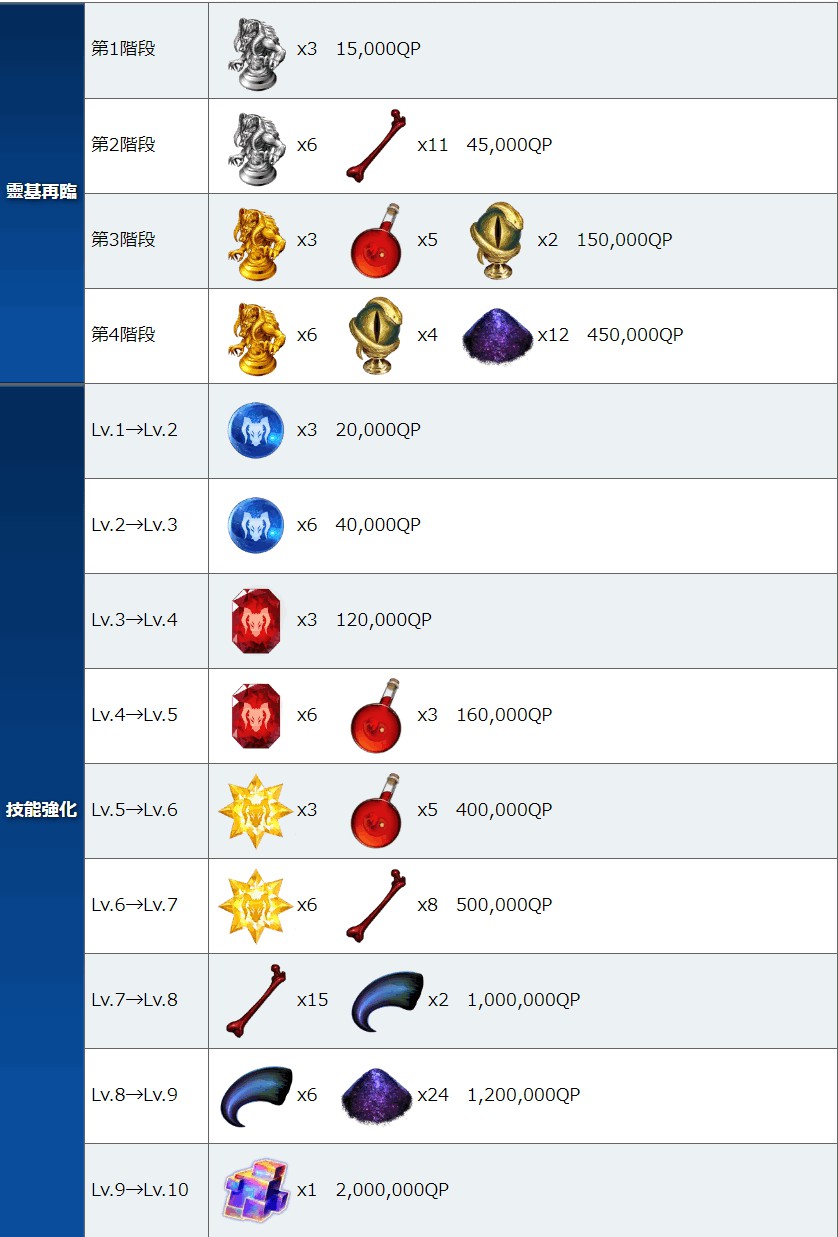 靈基再臨
第1階段 x3 15,000QP
第2階段 x6 x11 45,000QP
第3階段 x3 x5 x2 150,000QP
第4階段 x6 x4 x12 450,000QP
技能強化
Lv.1→Lv.2 x3 20,000QP
Lv.2→Lv.3 x6 40,000QP
Lv.3→Lv.4 x3 120,000QP
Lv.4→Lv.5 x6 x3 160,000QP
Lv.5→Lv.6 x3 x5 400,000QP
Lv.6→Lv.7 x6 x8 500,000QP
Lv.7→Lv.8 x15 x2 1,000,000QP
Lv.8→Lv.9 x6 x24 1,200,000QP
Lv.9→Lv.10 x1 2,000,000QP